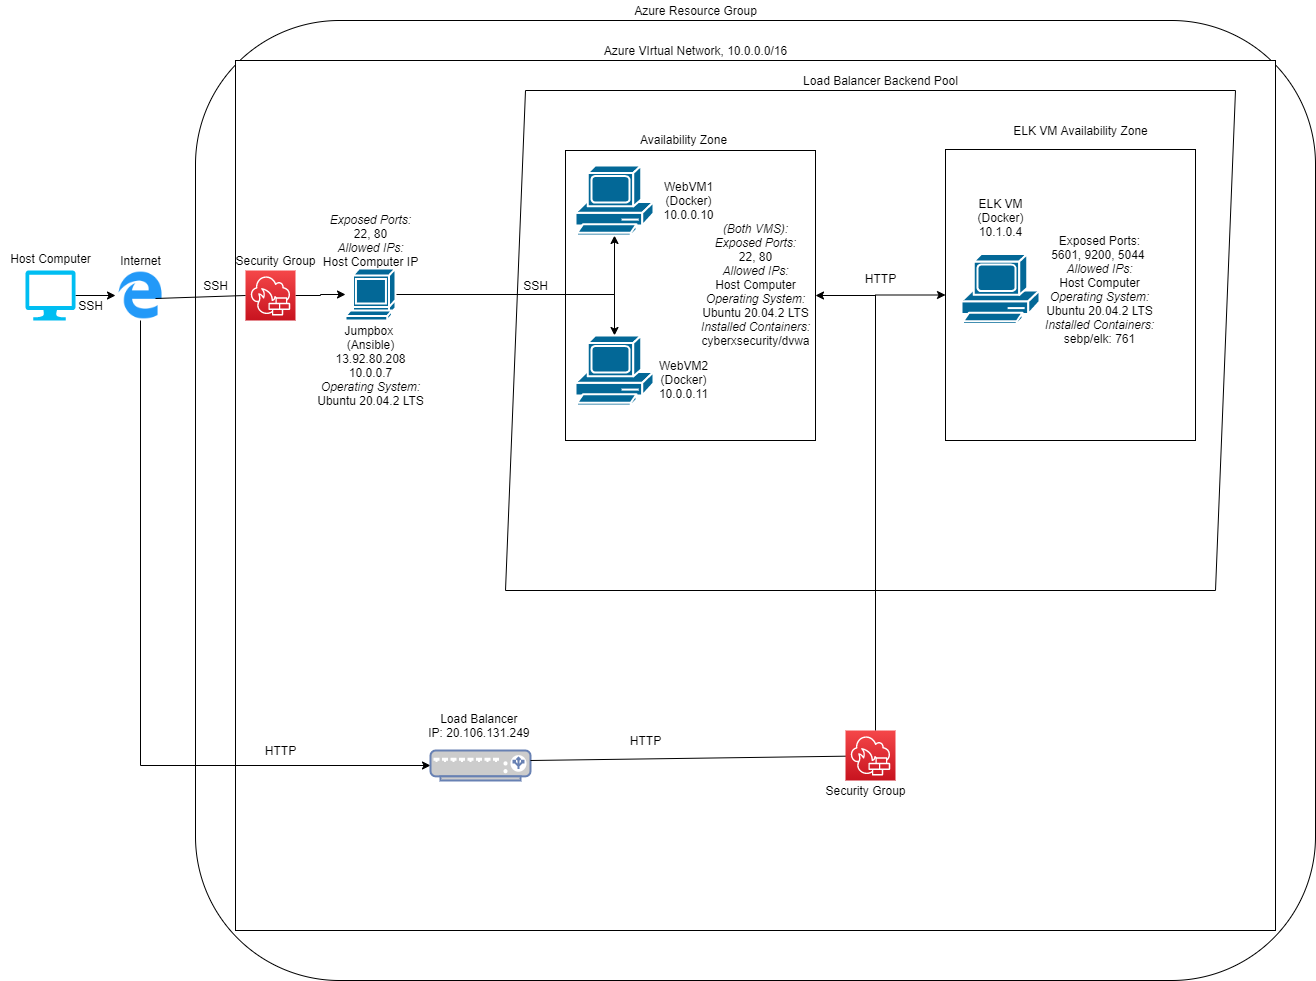 Azure Resource Group
Azure VIrtual Network, 10.0.0.0/16
Load Balancer Backend Pool
Availability Zone
ELK VM Availability Zone
WebVM1
(Docker)
10.0.0.10
(Both VMS):
Exposed Ports:
22, 80
Allowed IPs:
Host Computer
Operating System:
Ubuntu 20.04.2 LTS
Installed Containers:
cyberxsecurity/dvwa
WebVM2
(Docker)
10.0.0.11
HTTP
ELK VM
(Docker)
10.1.0.4
Exposed Ports:
5601, 9200, 5044
Allowed IPs:
Host Computer
Operating System:
Ubuntu 20.04.2 LTS
Installed Containers:
sebp/elk: 761
Host Computer
SSH
Internet
SSH
Security Group
Exposed Ports:
22, 80
Allowed IPs:
Host Computer IP
Jumpbox
(Ansible)
13.92.80.208
10.0.0.7
Operating System:
Ubuntu 20.04.2 LTS
SSH
HTTP
Load Balancer
IP: 20.106.131.249
HTTP
Security Group